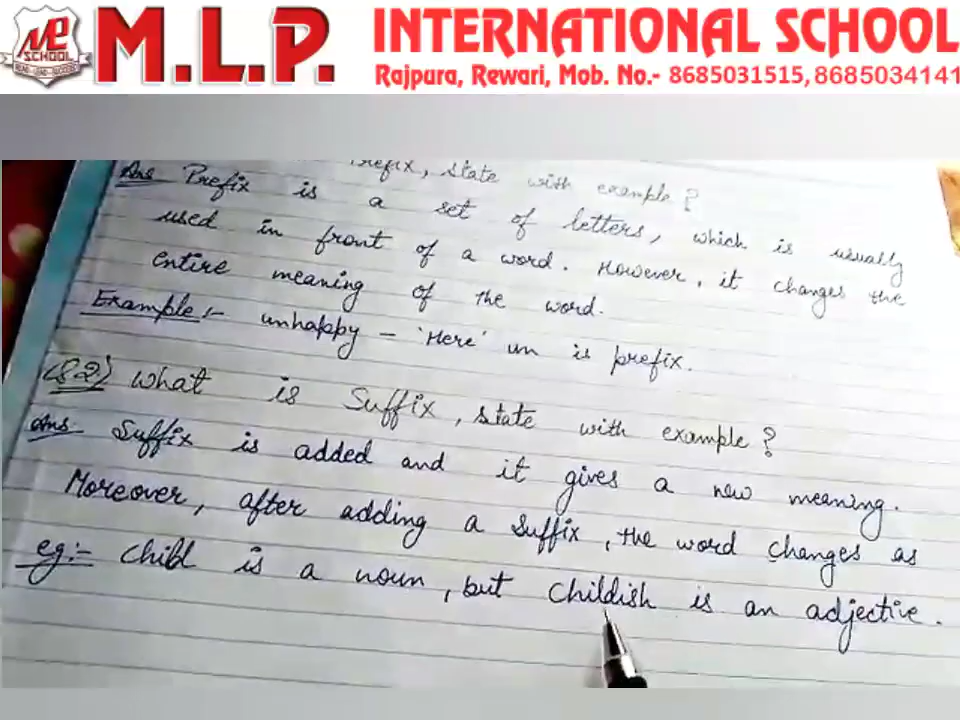 M.L.P. INTERNATIONAL SCHOOL
SCHOOL
Rajpura, Rewari, Mob. No.- 8685031515, 8685034141
Prefix, state with example?
Ans Prefix is a set of letters, which is usually
used in front of a word. However, it changes the
entire meaning of the word.
Example:- unhappy - 'Here' un is prefix.
Q2) What is Suffix, state with example?
Ans. Suffix is added and it gives a new meaning.
Moreover, after adding a suffix, the word changes as
eg:- Child is a noun, but Childish is an adjective.